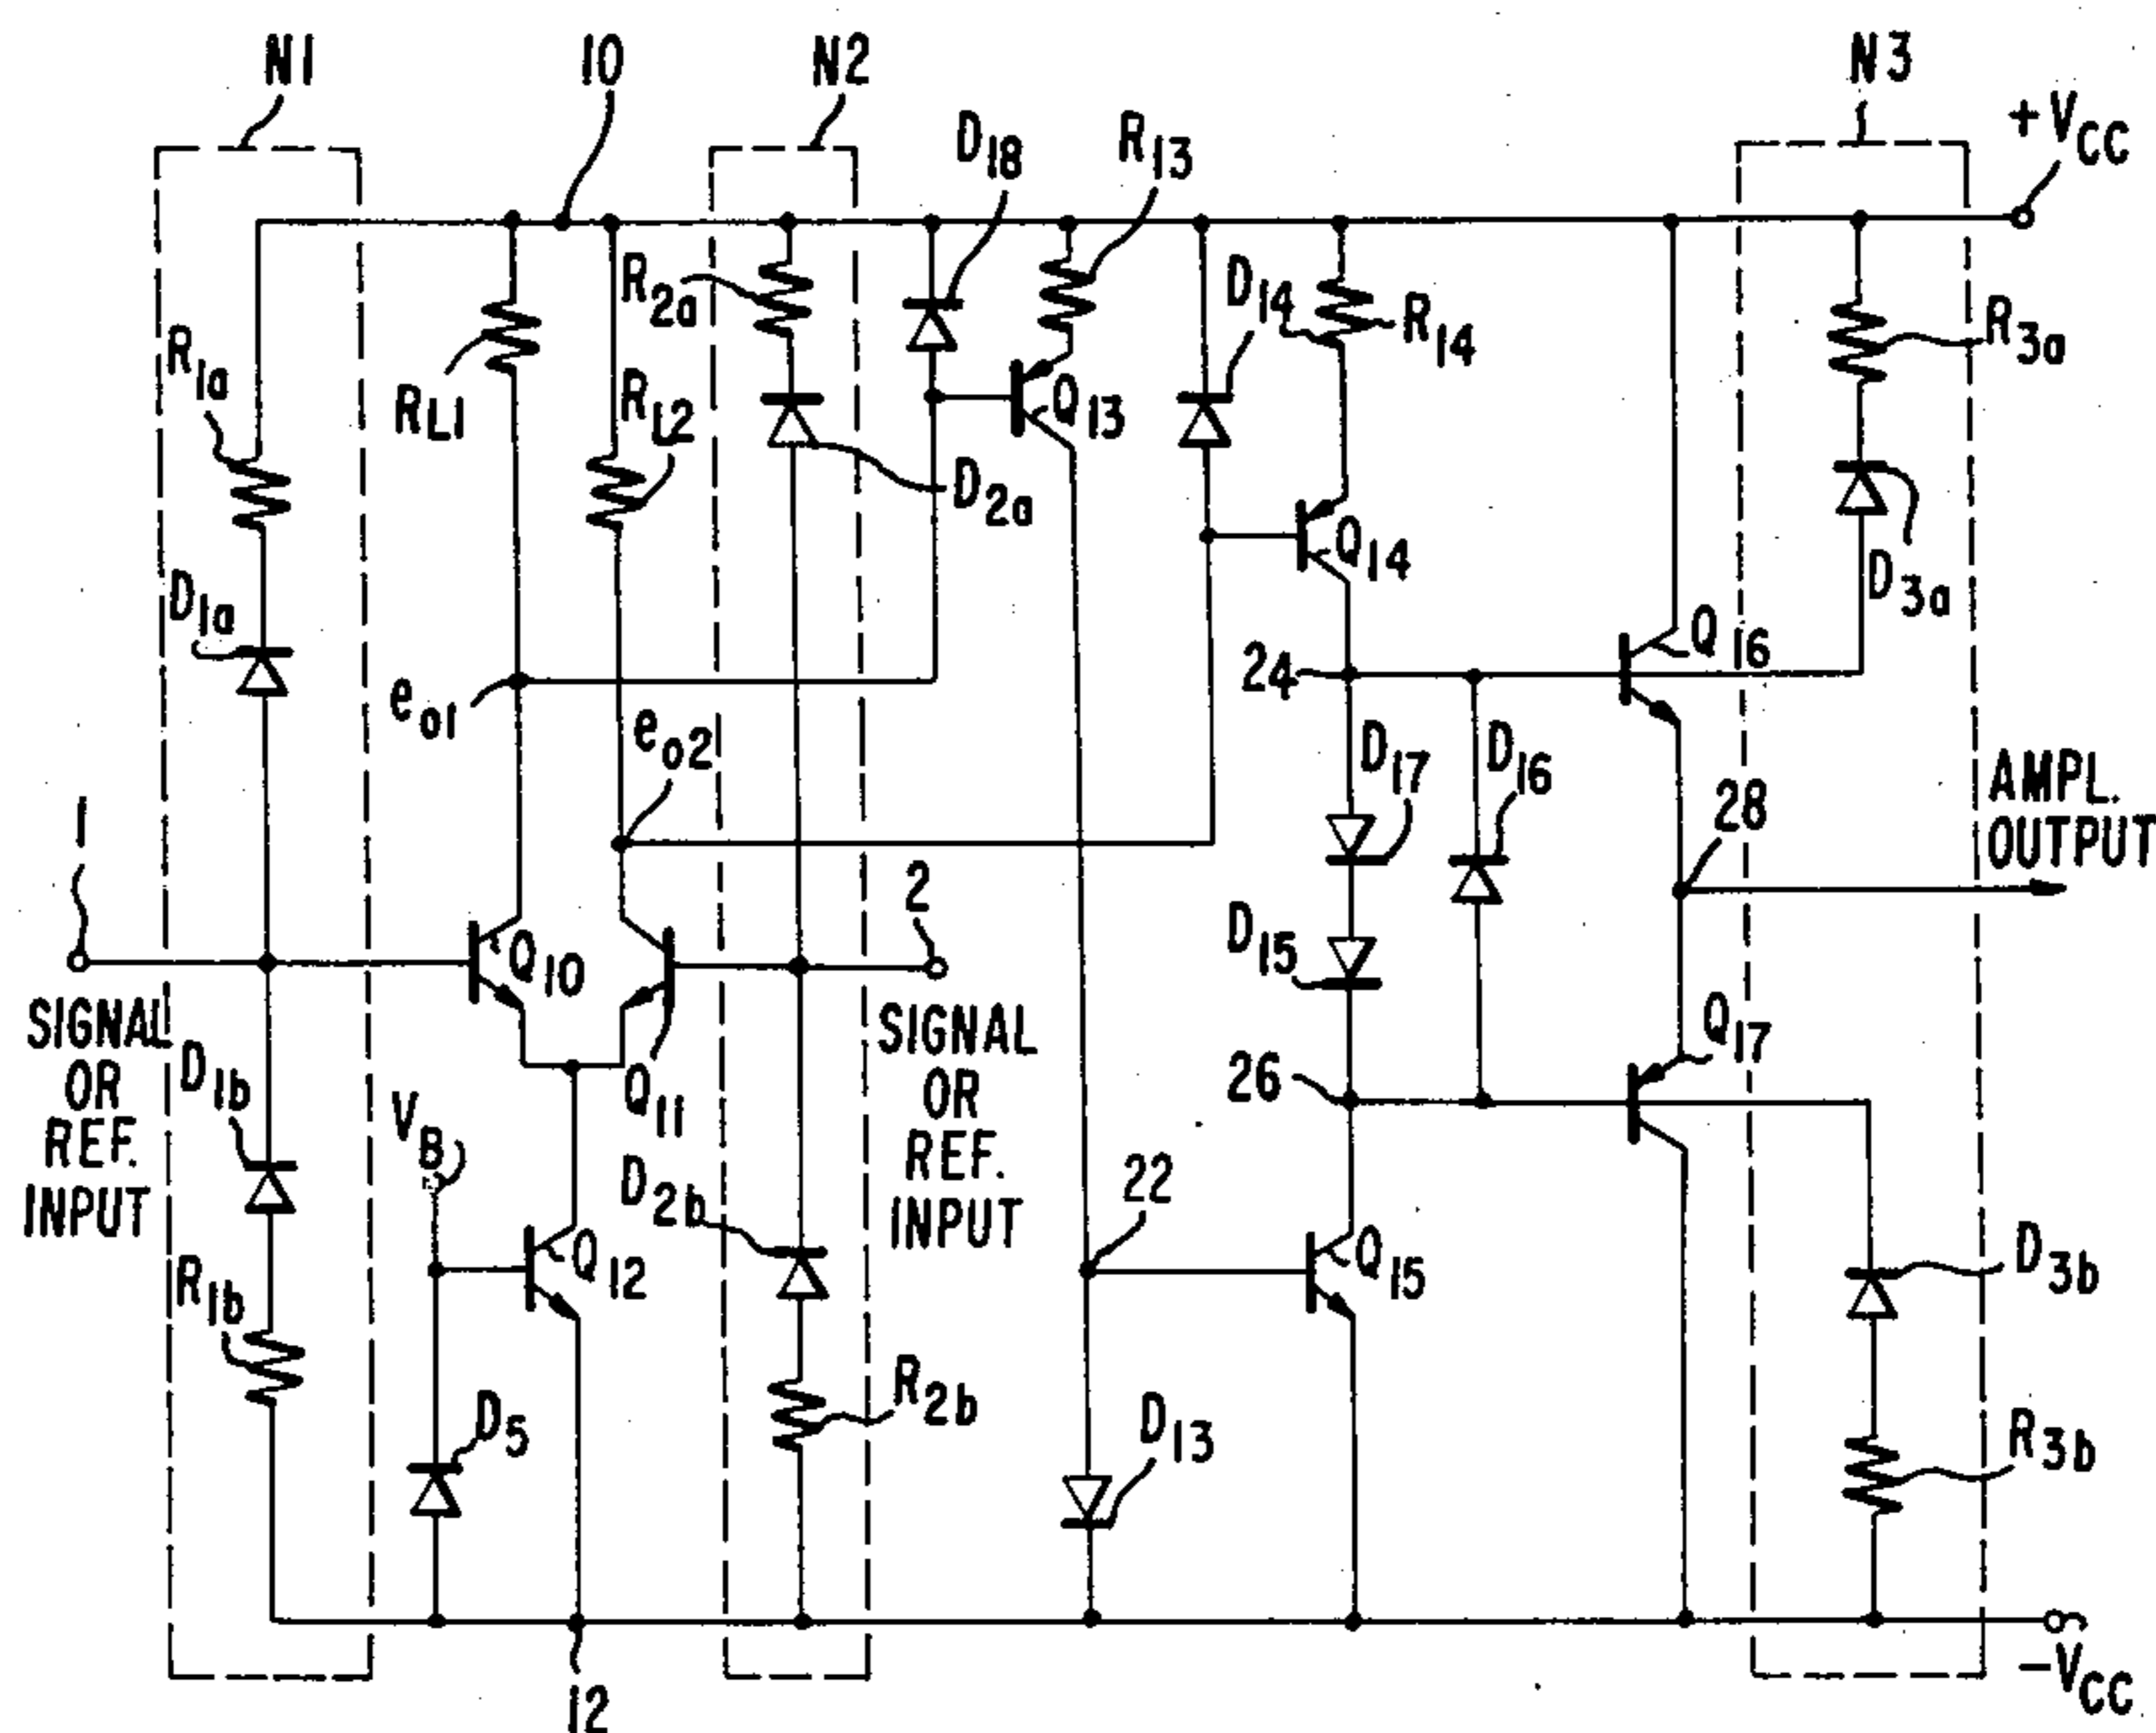 N1
10
N2
N3
+VCC
D18
R13
R2a
D14
R14
R3a
R1a
RL1
RL2
Q13
D2a
D1a
Q14
D3a
24
Q16
eo1
eo2
D17
D16
28
AMPL.
OUTPUT
1
2
D15
Q10
SIGNAL
OR
REF.
INPUT
SIGNAL
OR
REF.
INPUT
D1b
VB
Q11
26
Q17
D2b
22
R1b
Q12
Q15
D3b
D5
R2b
D13
R3b
12
-VCC